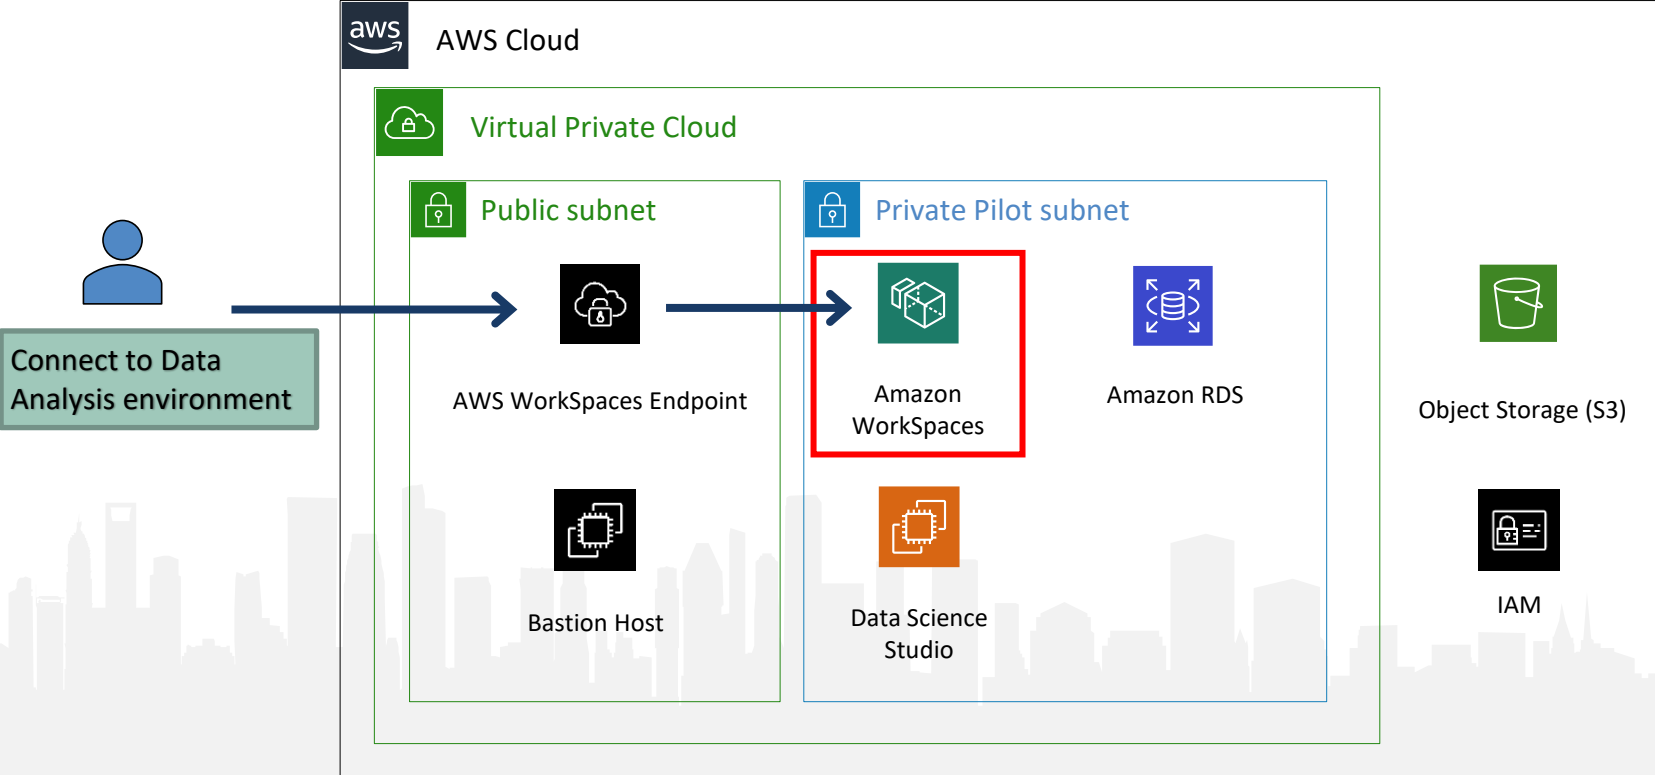 aws
AWS Cloud
Virtual Private Cloud
Public subnet
Private Pilot subnet
Connect to Data
Analysis environment
AWS WorkSpaces Endpoint
Amazon
WorkSpaces
Amazon RDS
Object Storage (S3)
Bastion Host
Data Science
Studio
IAM